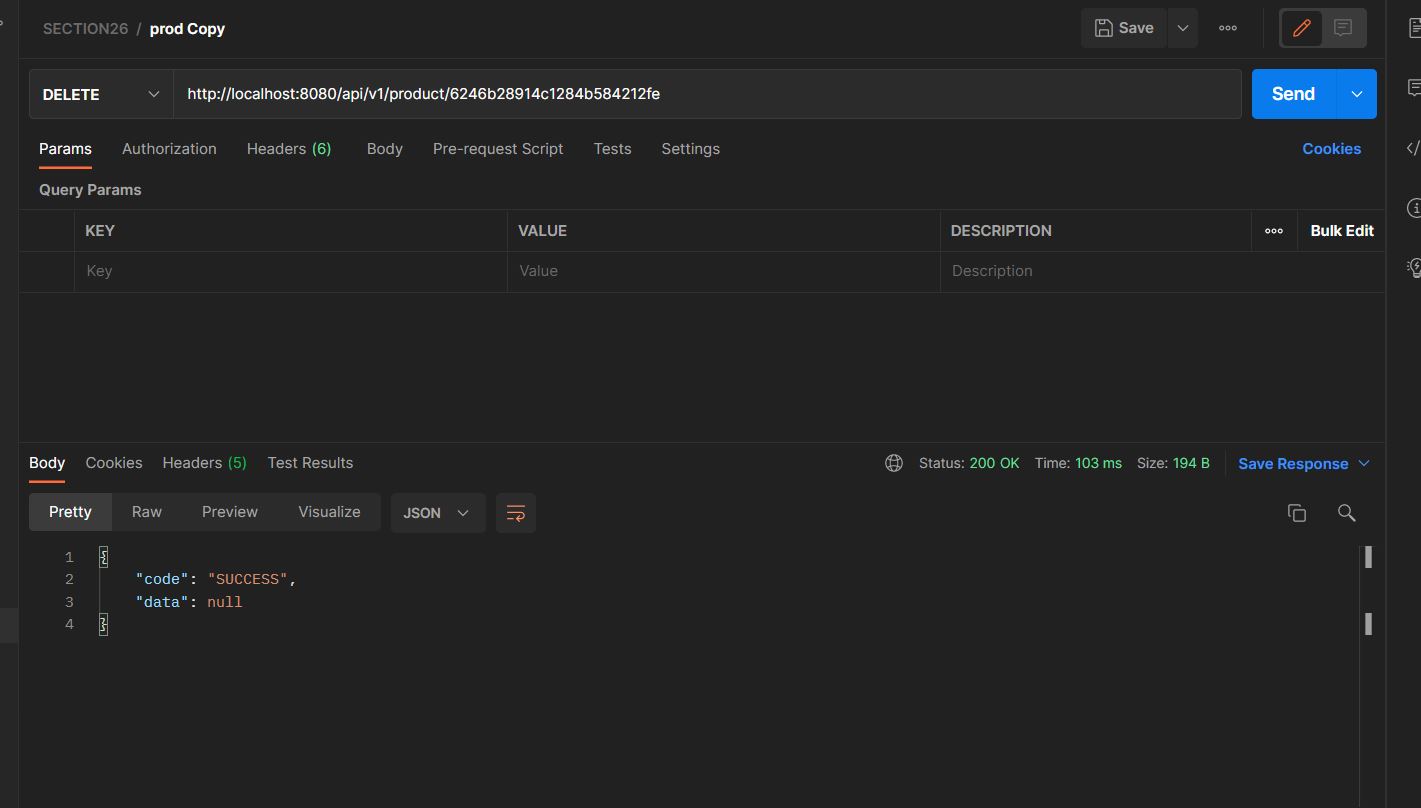 SECTION26 / prod Copy
Save
DELETE
http://localhost:8080/api/v1/product/6246b28914c1284b584212fe
Send
Params Authorization Headers (6) Body Pre-request Script Tests Settings Cookies
Query Params
KEY VALUE DESCRIPTION Bulk Edit
Key Value Description
Body Cookies Headers (5) Test Results Status: 200 OK Time: 103 ms Size: 194 B Save Response
Pretty Raw Preview Visualize JSON
1 {
2 "code": "SUCCESS",
3 "data": null
4 }